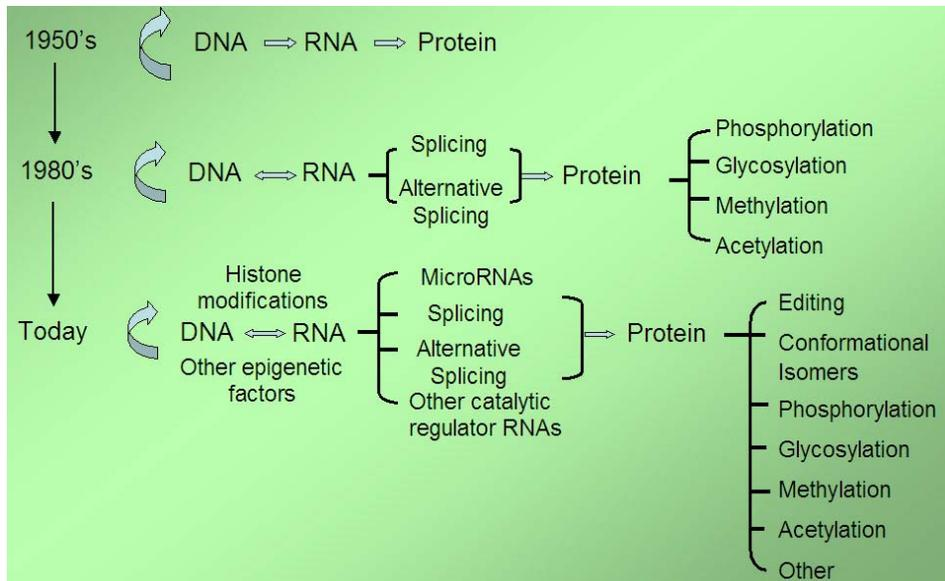 1950's
DNA RNA Protein
1980's
DNA RNA
Splicing
Alternative
Splicing
Protein
Phosphorylation
Glycosylation
Methylation
Acetylation
Today
Histone
modifications
DNA RNA
Other epigenetic
factors
MicroRNAs
Splicing
Alternative
Splicing
Other catalytic
regulator RNAs
Protein
Editing
Conformational
Isomers
Phosphorylation
Glycosylation
Methylation
Acetylation
Other